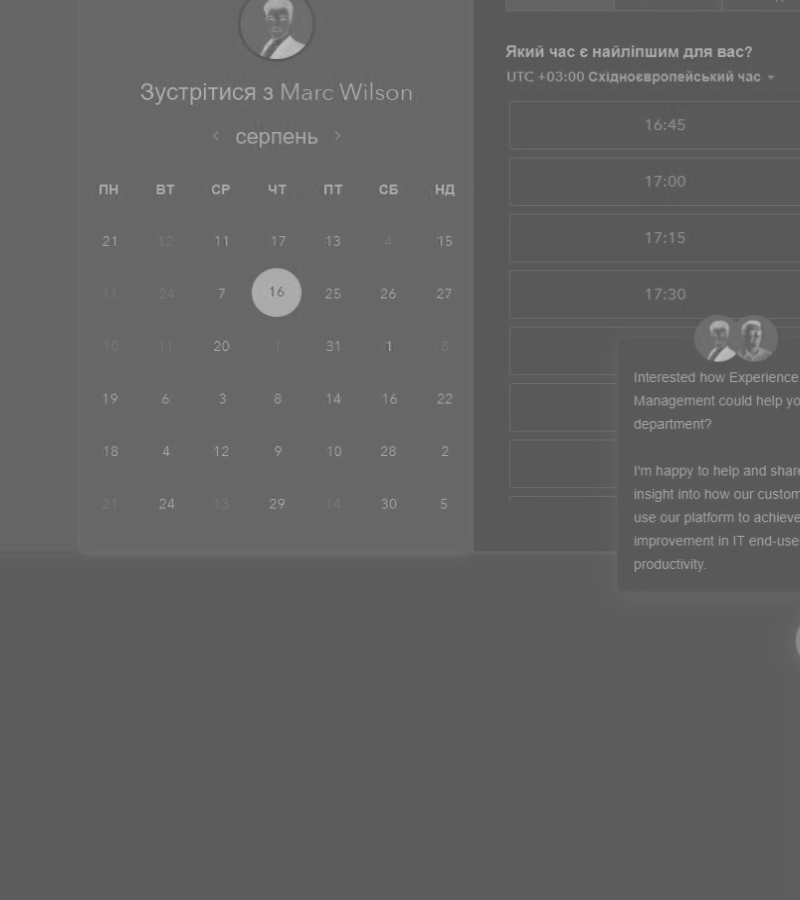 Зустрітися з Marc Wilson
серпень
ПН ВТ СР ЧТ ПТ СБ НД
21 12 11 17 13 4 15
11 24 7 16 25 26 27
10 11 20 1 31 1 8
19 6 3 8 14 16 22
18 4 12 9 10 28 2
21 24 13 29 14 30 5
Який час є найліпшим для вас?
UTC +03:00 Східноєвропейський час
16:45
17:00
17:15
17:30
Interested how Experience
Management could help yo
department?
I'm happy to help and share
insight into how our custom
use our platform to achieve
improvement in IT end-use
productivity.